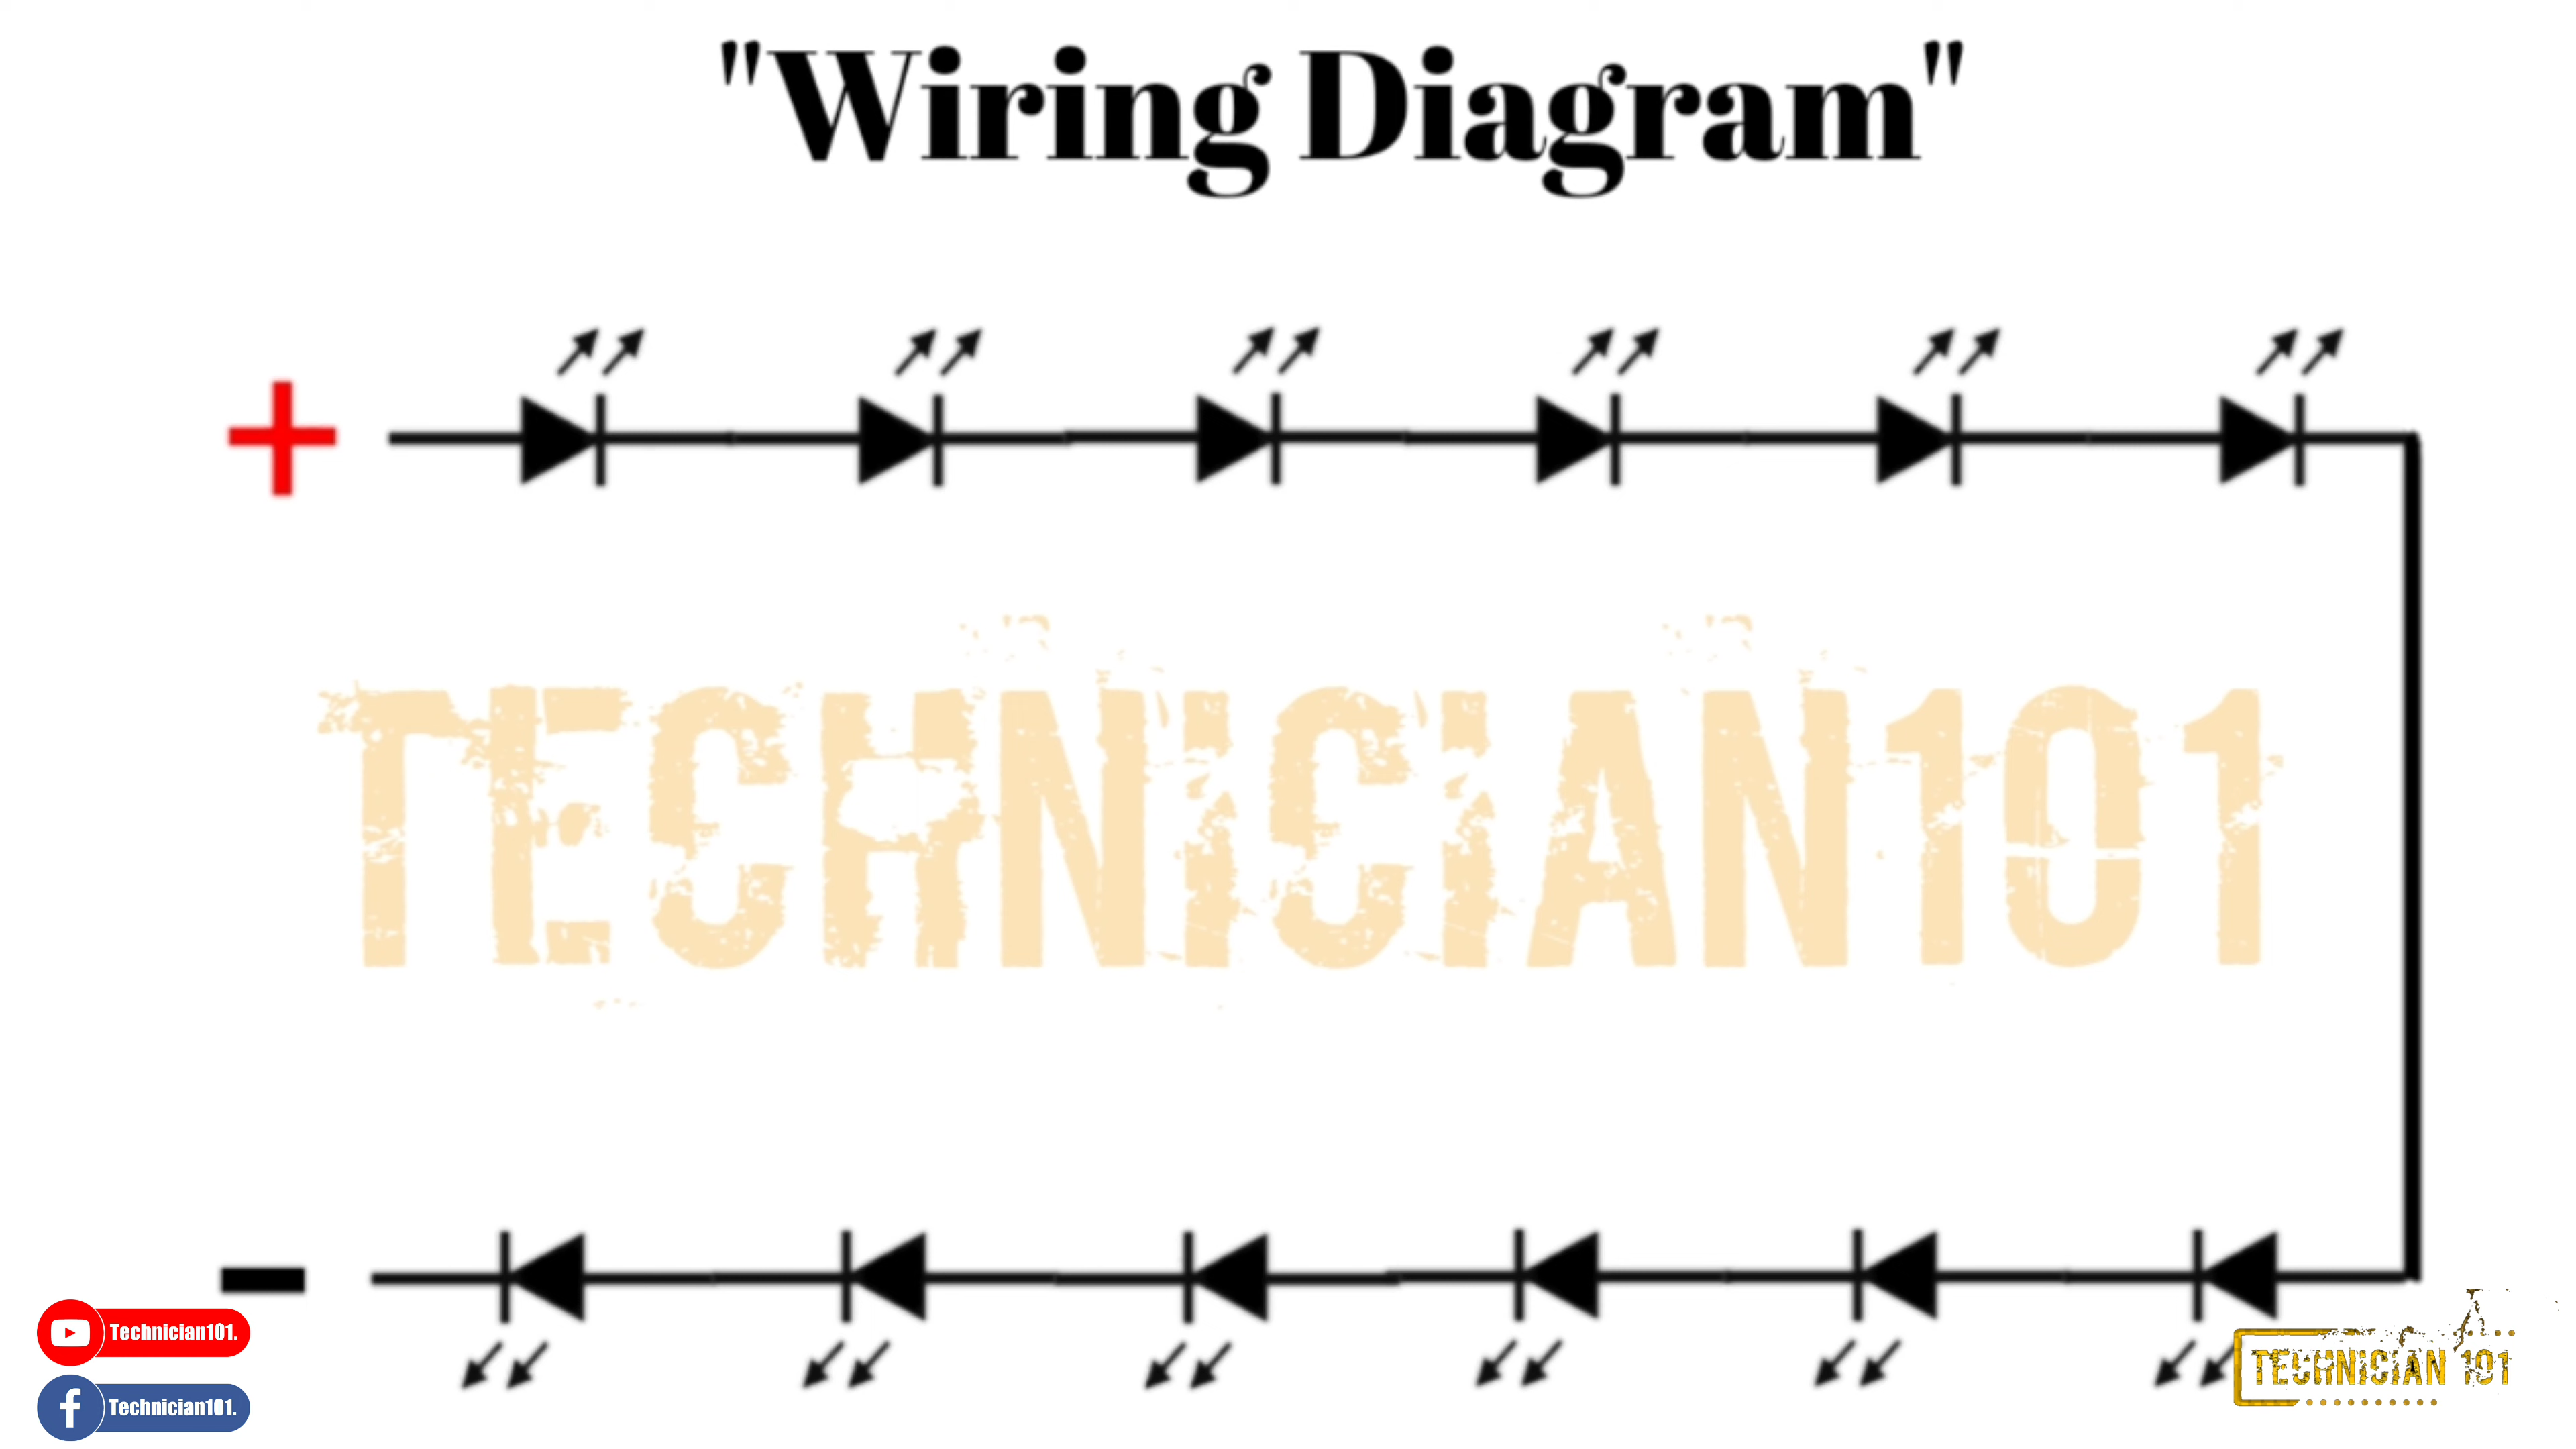 "Wiring Diagram"
+
TECHNICIAN101
-
Technician101.
Technician101.
TECHNICIAN 101